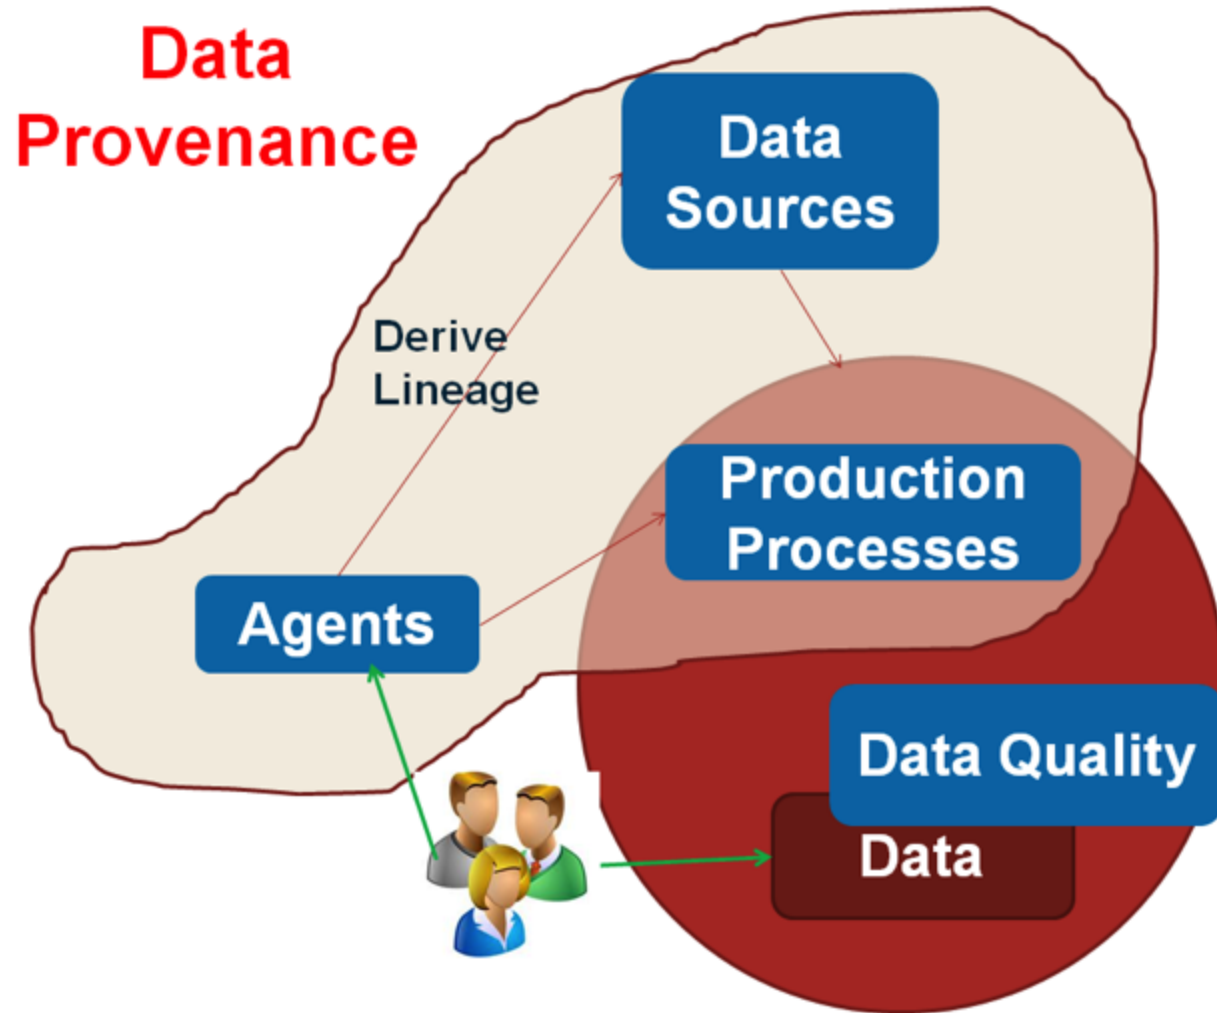 Data
Provenance
Data
Sources
Derive
Lineage
Production
Processes
Agents
Data Quality
Data